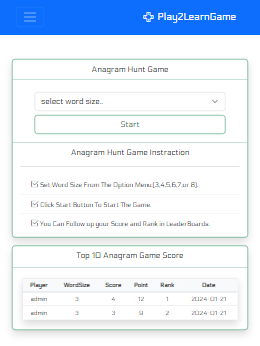 Play2LearnGame
Anagram Hunt Game
select word size..
Start
Anagram Hunt Game Instraction
Set Word Size From The Option Menu.[3,4,5,6,7,or 8].
Click Start Button To Start The Game.
You Can Follow up your Score and Rank in LeaderBoards.
Top 10 Anagram Game Score
Player WordSize Score Point Rank Date
admin 3 4 12 1 2024-01-21
admin 3 3 9 2 2024-01-21